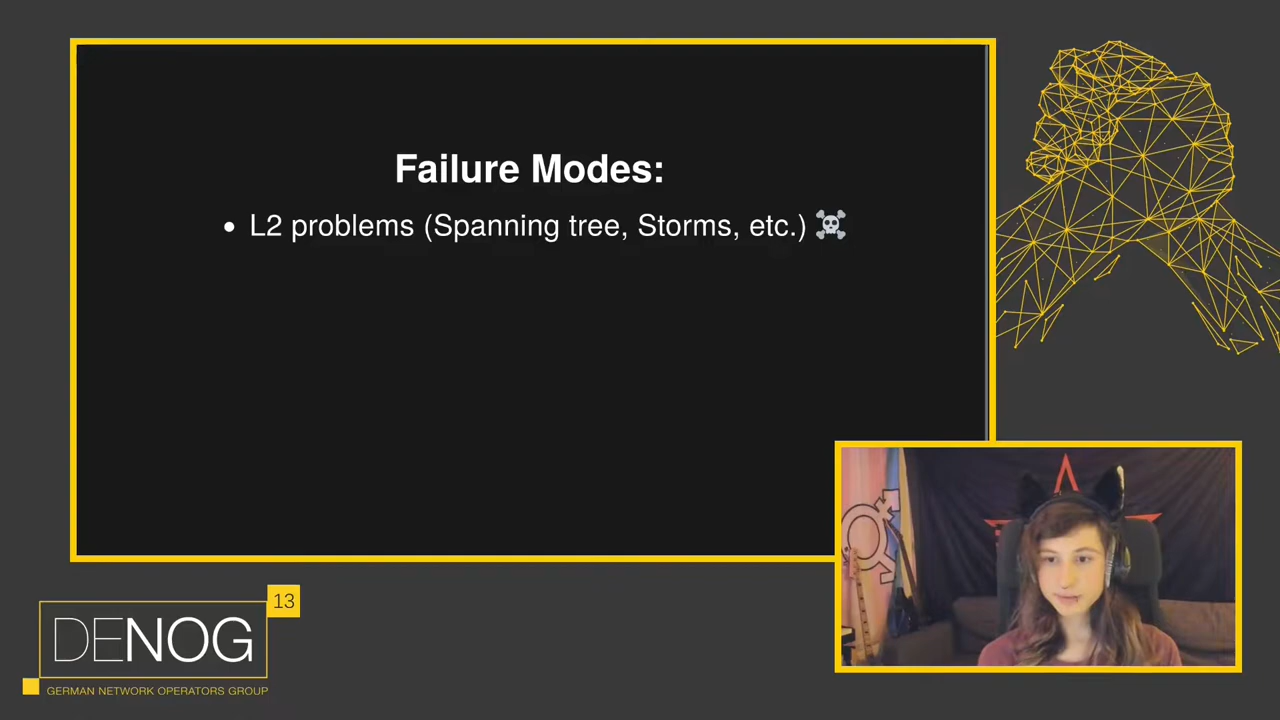 Failure Modes:
• L2 problems (Spanning tree, Storms, etc.) ☠
13
DENOG
GERMAN NETWORK OPERATORS GROUP